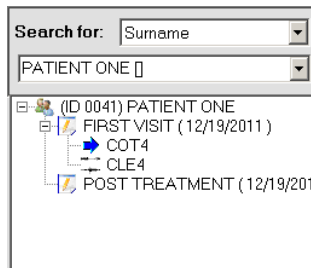 Search for: Surname
PATIENT ONE []
(ID 0041) PATIENT ONE
FIRST VISIT ( 12/19/2011 )
COT4
CLE4
POST TREATMENT ( 12/19/201